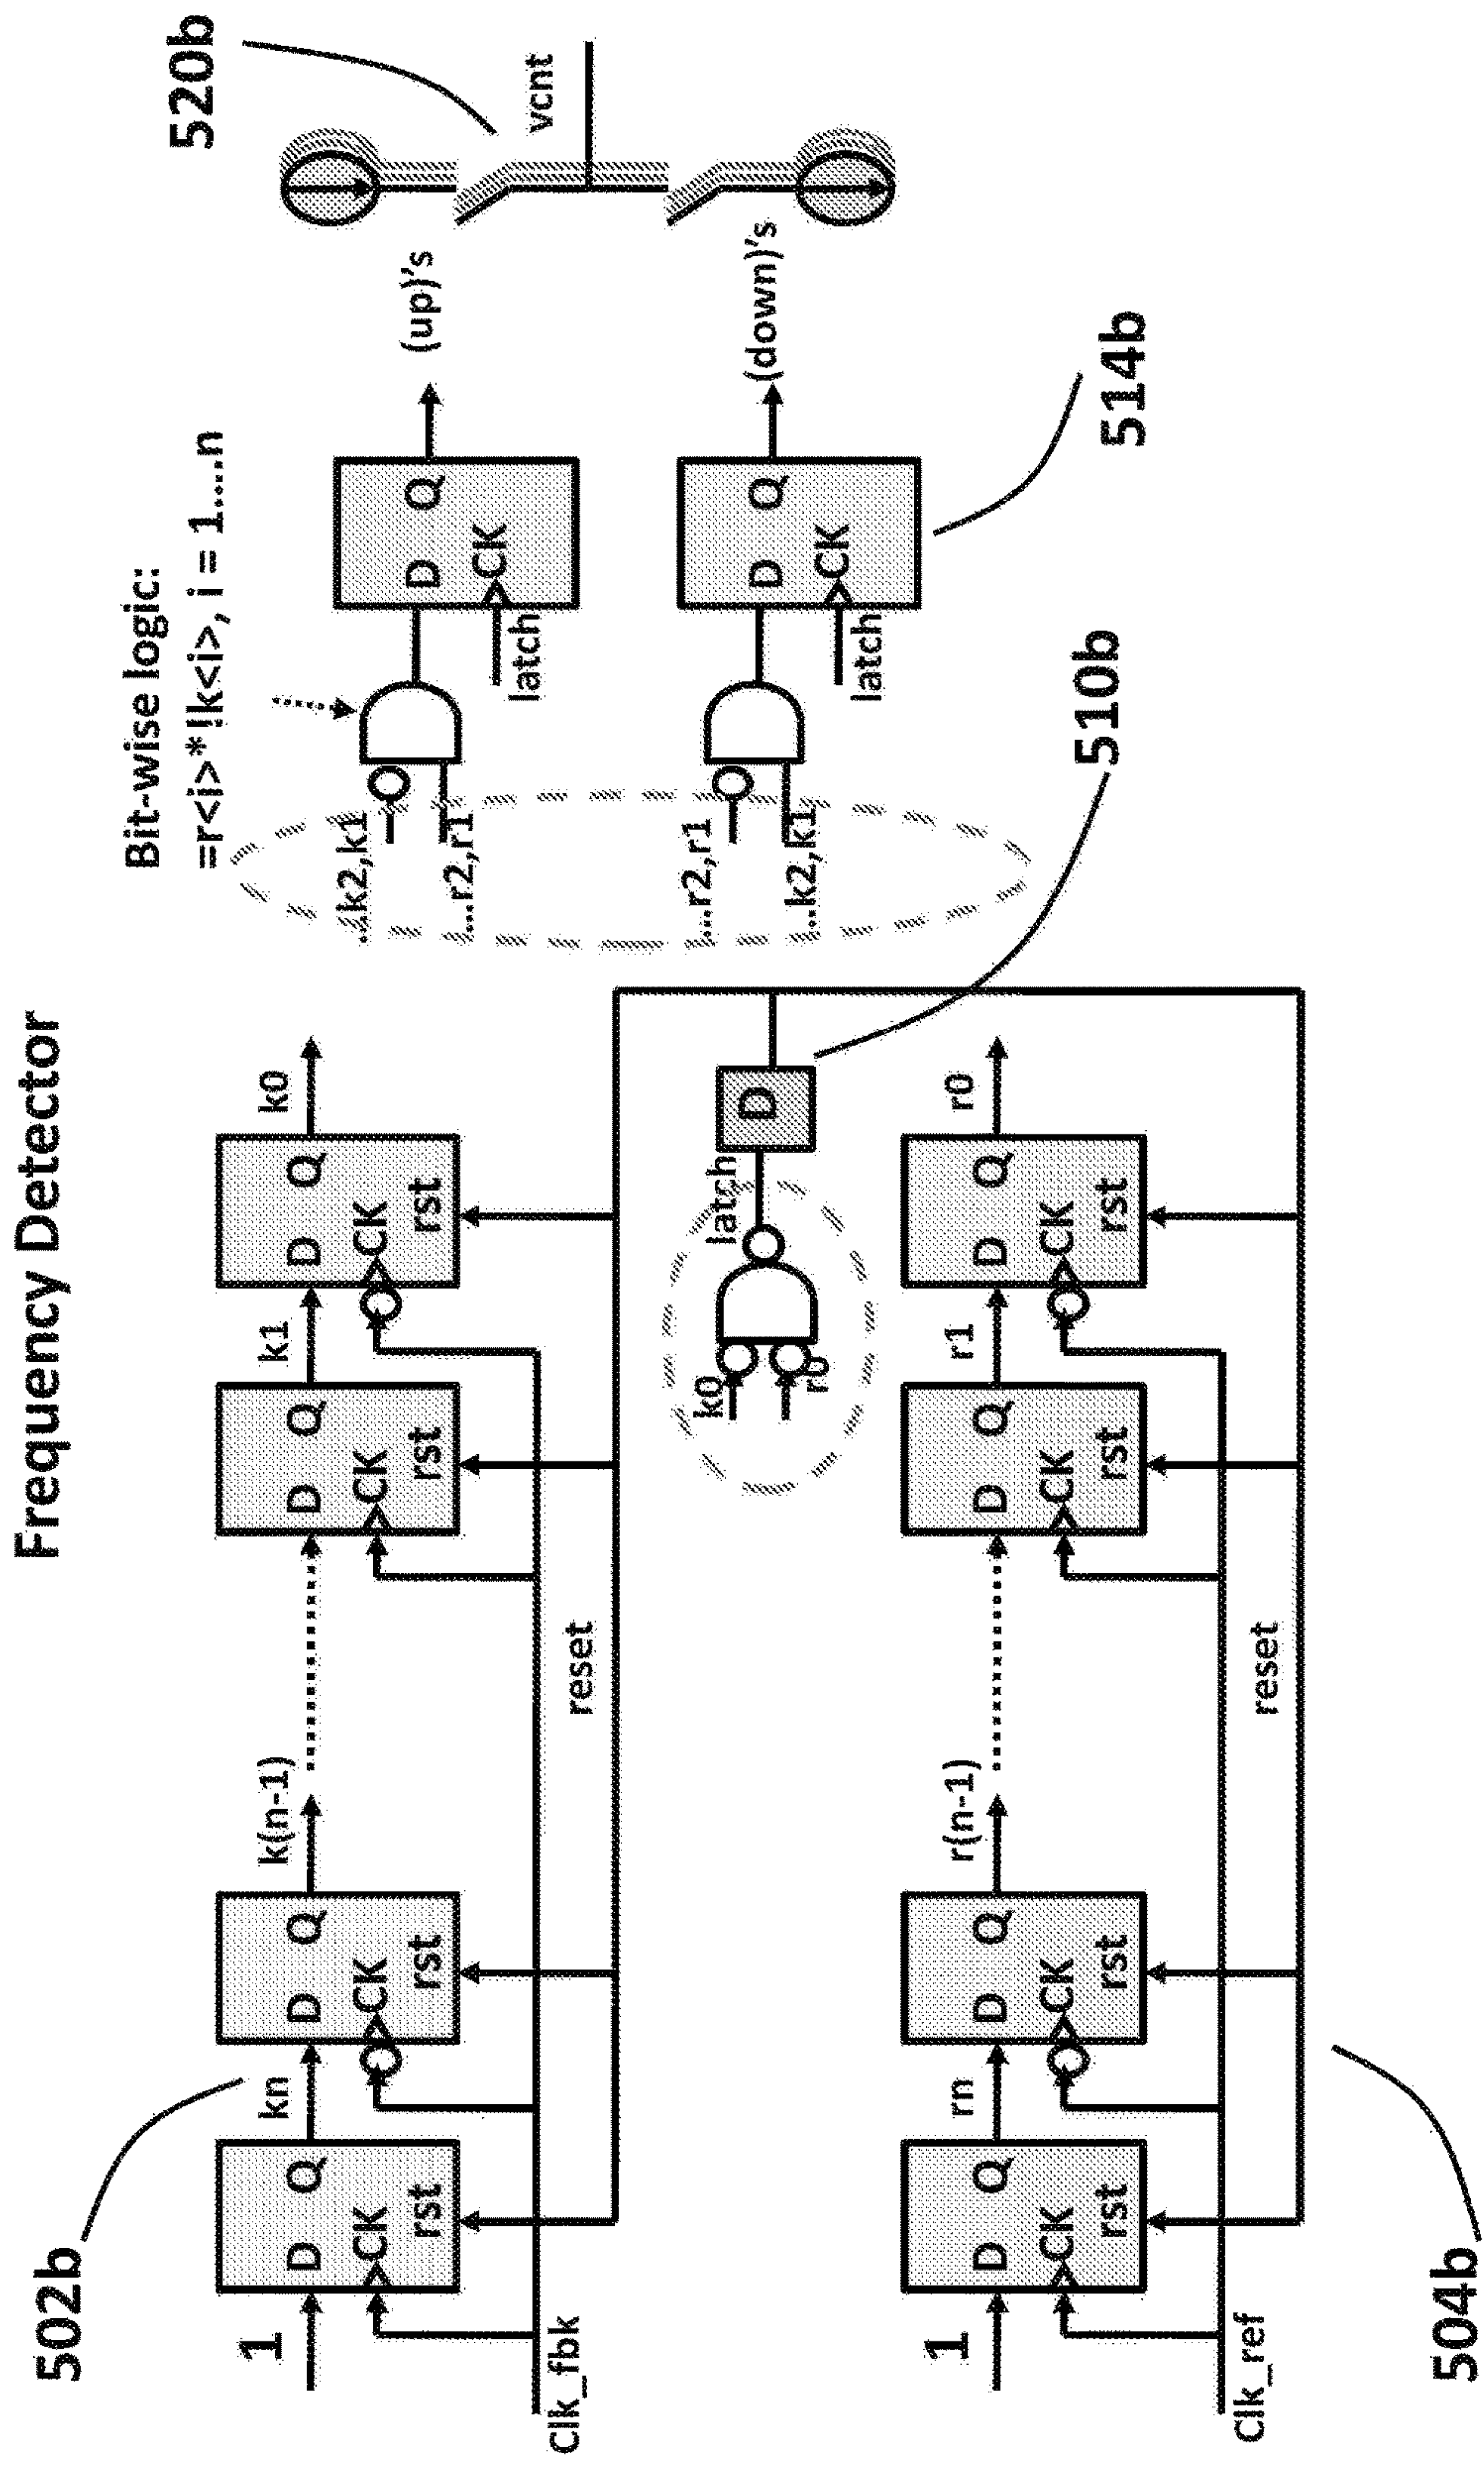 Frequency Detector
502b
1
D Q
CK
rst
kn
D Q
CK
rst
k(n-1)
D Q
CK
rst
k1
D Q
CK
rst
k0
Clk_fbk
reset
k0
r0
latch
D
510b
1
D Q
CK
rst
rn
D Q
CK
rst
r(n-1)
D Q
CK
rst
r1
D Q
CK
rst
r0
Clk_ref
reset
504b
Bit-wise logic:
=r<i>*!k<i>, i = 1....n
...k2,k1
...r2,r1
D Q
CK
latch
(up)'s
...r2,r1
...k2,k1
D Q
CK
latch
(down)'s
514b
vcnt
520b